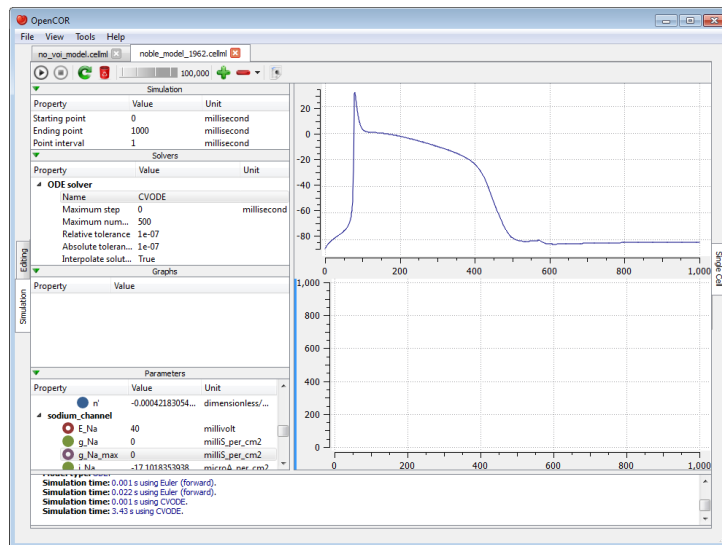 OpenCOR
File View Tools Help
no_voi_model.cellml noble_model_1962.cellml
100,000
Simulation
Property Value Unit
Starting point 0 millisecond
Ending point 1000 millisecond
Point interval 1 millisecond
Solvers
Property Value Unit
ODE solver
Name CVODE
Maximum step 0 millisecond
Maximum num... 500
Relative tolerance 1e-07
Absolute toleran... 1e-07
Interpolate solut... True
Graphs
Property Value
Parameters
Property Value Unit
n' -0.00042183054... dimensionless/...
sodium_channel
E_Na 40 millivolt
g_Na 0 milliS_per_cm2
g_Na_max 0 milliS_per_cm2
i_Na -17.1018353938 microA_per_cm2
Simulation time: 0.001 s using Euler (forward).
Simulation time: 0.022 s using Euler (forward).
Simulation time: 0.001 s using CVODE.
Simulation time: 3.43 s using CVODE.
Editing
Simulation
20
0
-20
-40
-60
-80
0 200 400 600 800 1,000
1,000
800
600
400
200
0
0 200 400 600 800 1,000
Single Cell